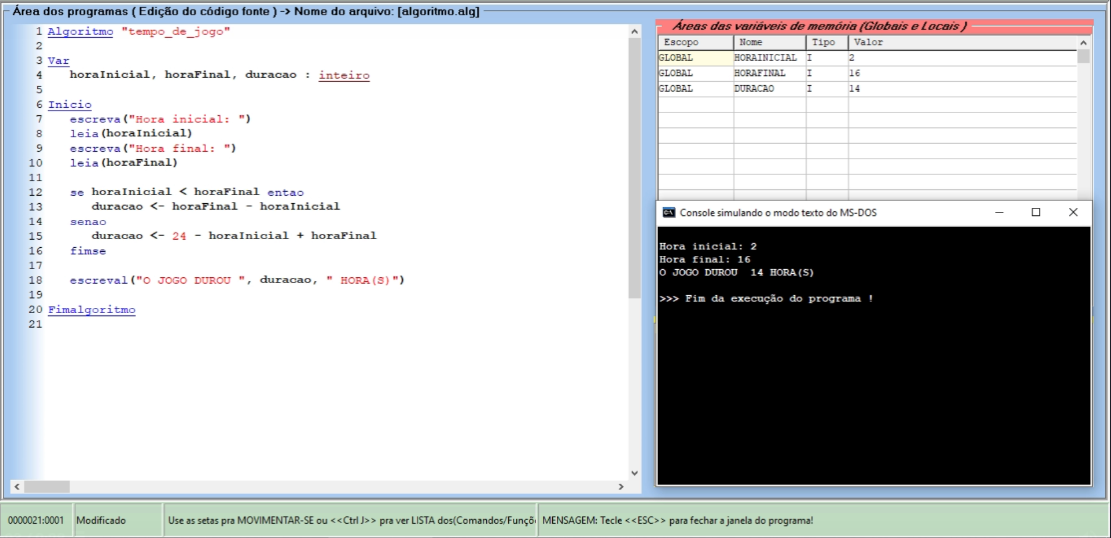 Área dos programas ( Edição do código fonte ) -> Nome do arquivo: [algoritmo.alg]
1 Algoritmo "tempo_de_jogo"
2
3 Var
4 horaInicial, horaFinal, duracao : inteiro
5
6 Inicio
7 escreva("Hora inicial: ")
8 leia(horaInicial)
9 escreva("Hora final: ")
10 leia(horaFinal)
11
12 se horaInicial < horaFinal entao
13 duracao <- horaFinal - horaInicial
14 senao
15 duracao <- 24 - horaInicial + horaFinal
16 fimse
17
18 escreval("O JOGO DUROU ", duracao, " HORA(S)")
19
20 Fimalgoritmo
21
Áreas das variáveis de memória (Globais e Locais )
Escopo Nome Tipo Valor
GLOBAL HORAINICIAL I 2
GLOBAL HORAFINAL I 16
GLOBAL DURACAO I 14
Console simulando o modo texto do MS-DOS
Hora inicial: 2
Hora final: 16
O JOGO DUROU  14 HORA(S)
>>> Fim da execução do programa !
0000021:0001 Modificado Use as setas pra MOVIMENTAR-SE ou <<Ctrl J>> pra ver LISTA dos(Comandos/Funçõ MENSAGEM: Tecle <<ESC>> para fechar a janela do programa!